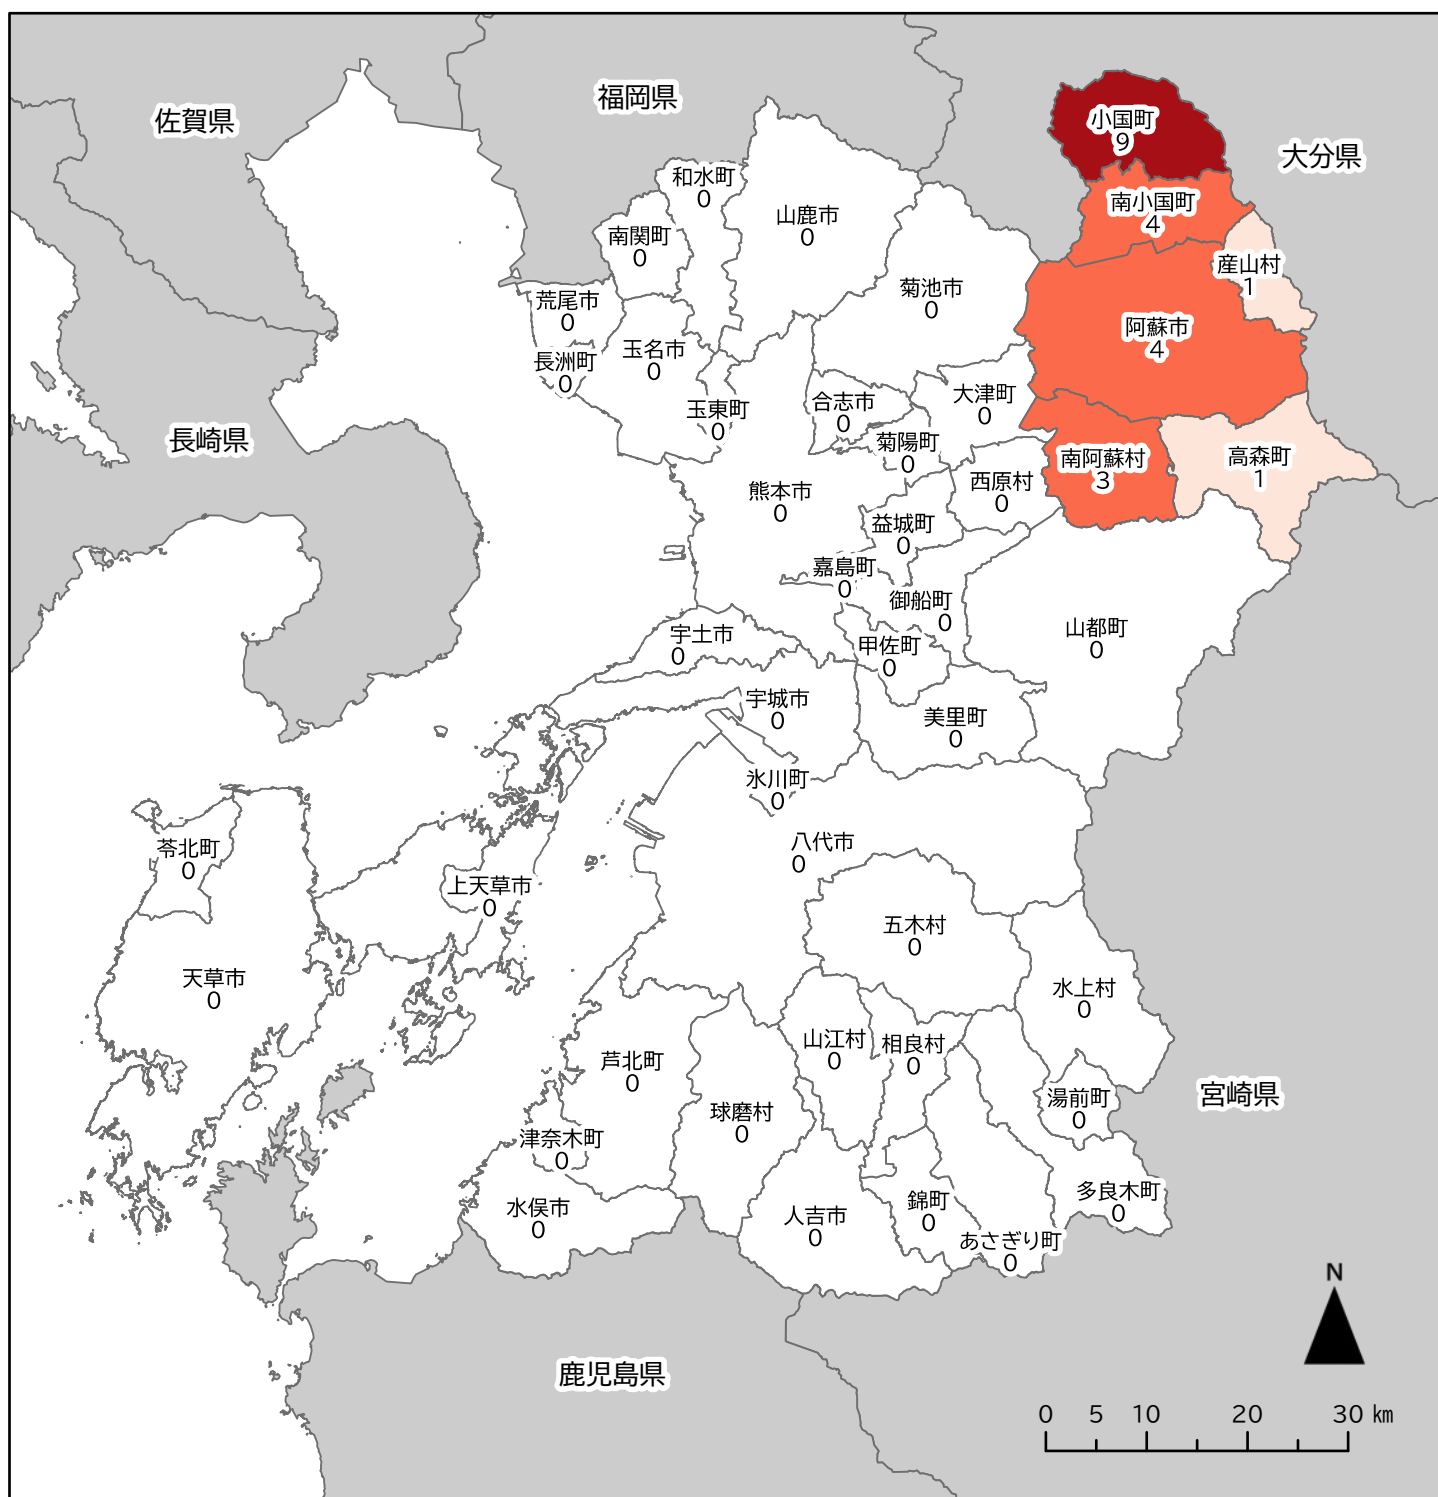 福岡県
佐賀県
小国町
9
大分県
和水町
0
南小国町
4
山鹿市
0
南関町
0
産山村
1
菊池市
0
荒尾市
0
阿蘇市
4
玉名市
0
長洲町
0
大津町
0
合志市
0
玉東町
0
長崎県
菊陽町
0
南阿蘇村
3
高森町
1
西原村
0
熊本市
0
益城町
0
嘉島町
0
御船町
0
山都町
0
宇土市
0
甲佐町
0
宇城市
0
美里町
0
氷川町
0
八代市
0
苓北町
0
上天草市
0
五木村
0
天草市
0
水上村
0
山江村
0
相良村
0
芦北町
0
湯前町
0
宮崎県
球磨村
0
津奈木町
0
多良木町
0
水俣市
0
錦町
0
人吉市
0
あさぎり町
0
N
鹿児島県
0 5 10 20 30 km